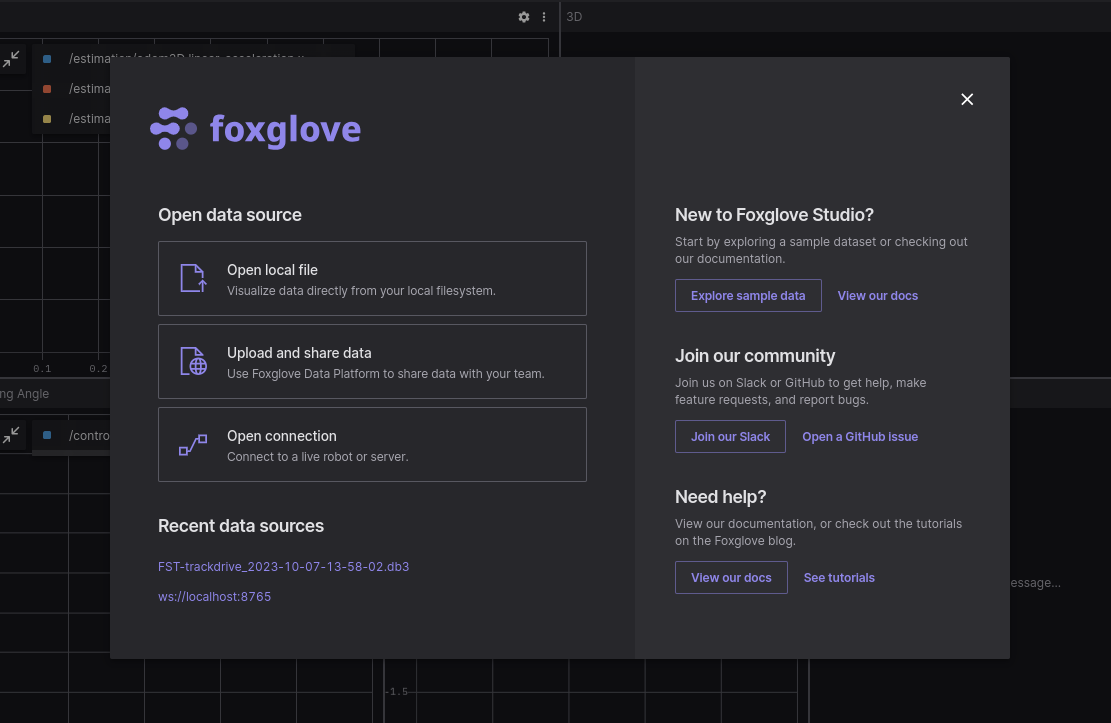 3D
/estimation/odom2D/linear_acceleration.x
/estima
/estima
0.1 0.2
ng Angle
/contro
foxglove
Open data source
Open local file
Visualize data directly from your local filesystem.
Upload and share data
Use Foxglove Data Platform to share data with your team.
Open connection
Connect to a live robot or server.
Recent data sources
FST-trackdrive_2023-10-07-13-58-02.db3
ws://localhost:8765
New to Foxglove Studio?
Start by exploring a sample dataset or checking out
our documentation.
Explore sample data View our docs
Join our community
Join us on Slack or GitHub to get help, make
feature requests, and report bugs.
Join our Slack Open a GitHub issue
Need help?
View our documentation, or check out the tutorials
on the Foxglove blog.
View our docs See tutorials
essage...
-1.5